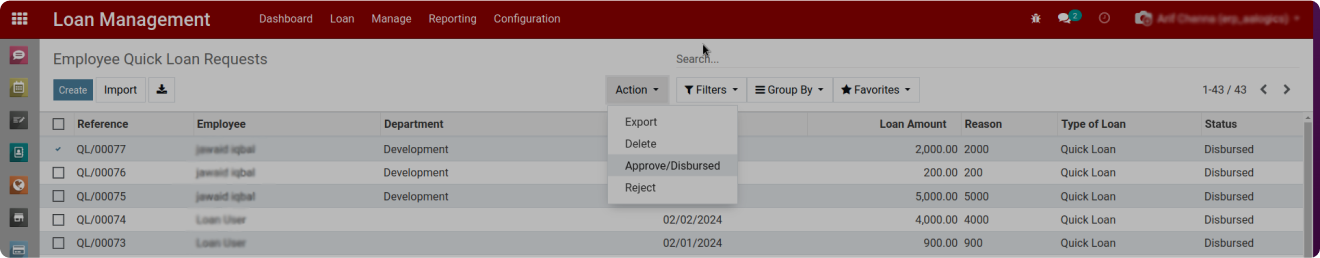 Loan Management Dashboard Loan Manage Reporting Configuration 2
Employee Quick Loan Requests Search...
Create Import Action Filters Group By Favorites 1-43 / 43
Reference Employee Department Loan Amount Reason Type of Loan Status
Export
Delete
Approve/Disbursed
Reject
QL/00077 jawaid iqbal Development 2,000.00 2000 Quick Loan Disbursed
QL/00076 jawaid iqbal Development 200.00 200 Quick Loan Disbursed
QL/00075 jawaid iqbal Development 5,000.00 5000 Quick Loan Disbursed
QL/00074 Loan User 02/02/2024 4,000.00 4000 Quick Loan Disbursed
QL/00073 Loan User 02/01/2024 900.00 900 Quick Loan Disbursed